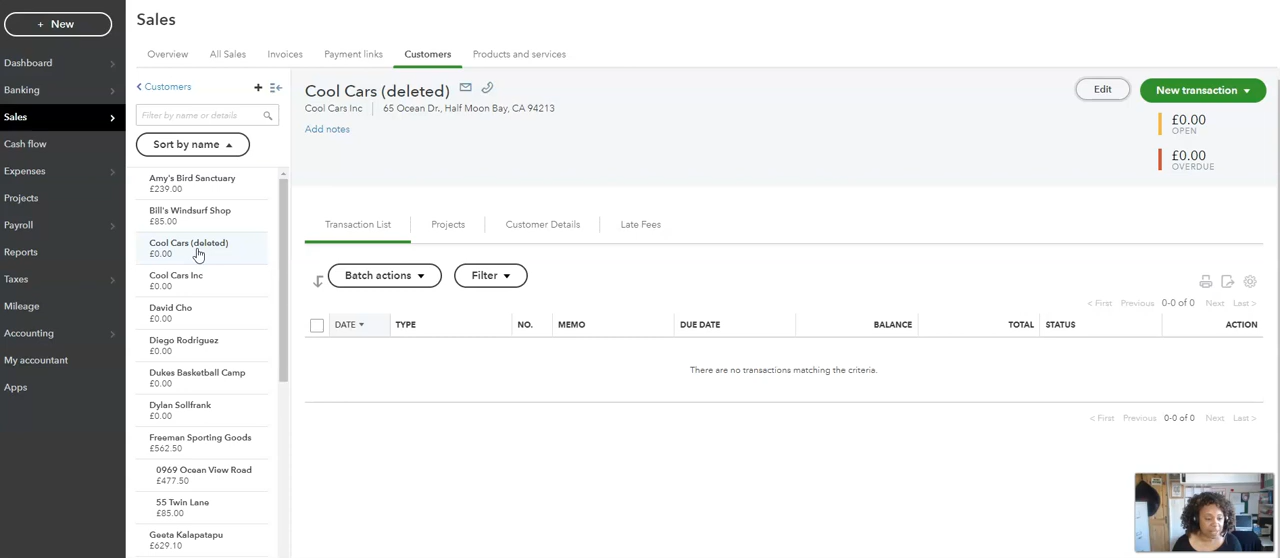 + New
Dashboard
Banking
Sales
Cash flow
Expenses
Projects
Payroll
Reports
Taxes
Mileage
Accounting
My accountant
Apps
Sales
Overview
All Sales
Invoices
Payment links
Customers
Products and services
< Customers
+
Filter by name or details
Sort by name
Amy's Bird Sanctuary
£239.00
Bill's Windsurf Shop
£85.00
Cool Cars (deleted)
£0.00
Cool Cars Inc
£0.00
David Cho
£0.00
Diego Rodriguez
£0.00
Dukes Basketball Camp
£0.00
Dylan Sollfrank
£0.00
Freeman Sporting Goods
£562.50
0969 Ocean View Road
£477.50
55 Twin Lane
£85.00
Geeta Kalapatapu
£629.10
Cool Cars (deleted)
Cool Cars Inc
65 Ocean Dr., Half Moon Bay, CA 94213
Add notes
Edit
New transaction
£0.00
OPEN
£0.00
OVERDUE
Transaction List
Projects
Customer Details
Late Fees
Batch actions
Filter
< First Previous 0-0 of 0 Next Last >
DATE TYPE NO. MEMO DUE DATE BALANCE TOTAL STATUS ACTION
There are no transactions matching the criteria.
< First Previous 0-0 of 0 Next Last >